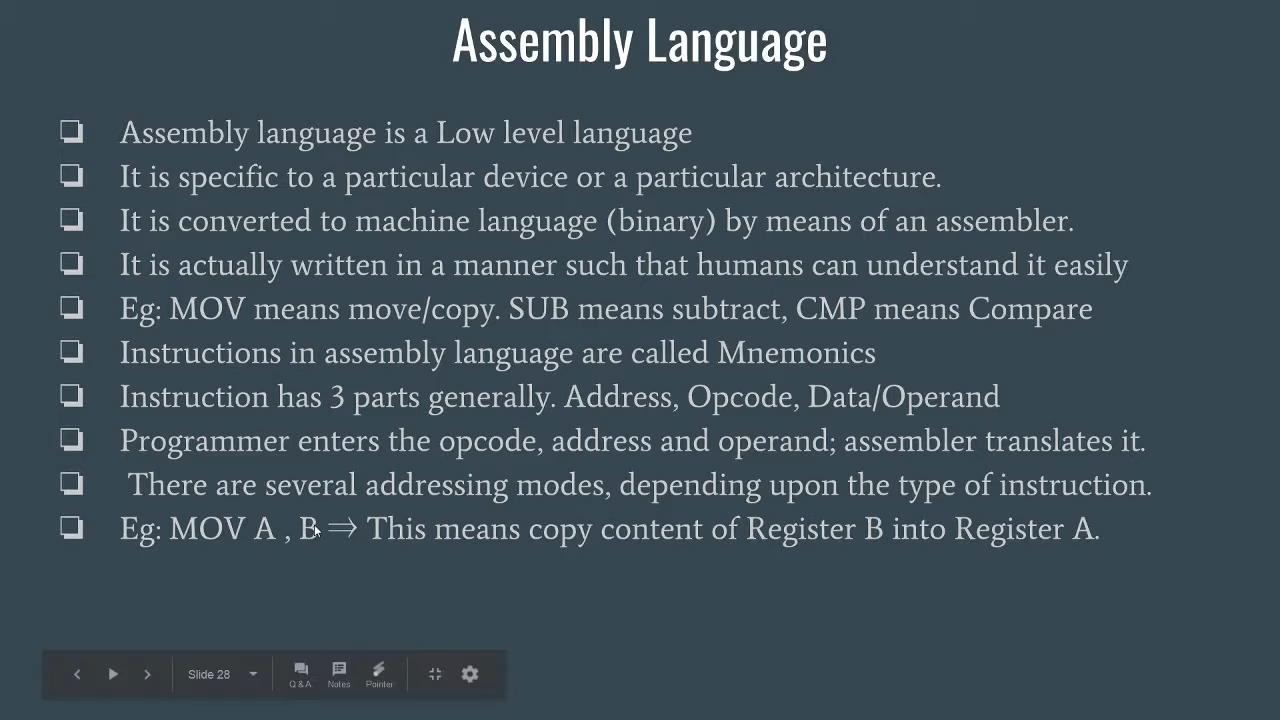 Assembly Language
❏ Assembly language is a Low level language
❏ It is specific to a particular device or a particular architecture.
❏ It is converted to machine language (binary) by means of an assembler.
❏ It is actually written in a manner such that humans can understand it easily
❏ Eg: MOV means move/copy. SUB means subtract, CMP means Compare
❏ Instructions in assembly language are called Mnemonics
❏ Instruction has 3 parts generally. Address, Opcode, Data/Operand
❏ Programmer enters the opcode, address and operand; assembler translates it.
❏ There are several addressing modes, depending upon the type of instruction.
❏ Eg: MOV A , B ⇒ This means copy content of Register B into Register A.
Slide 28
Q & A Notes Pointer